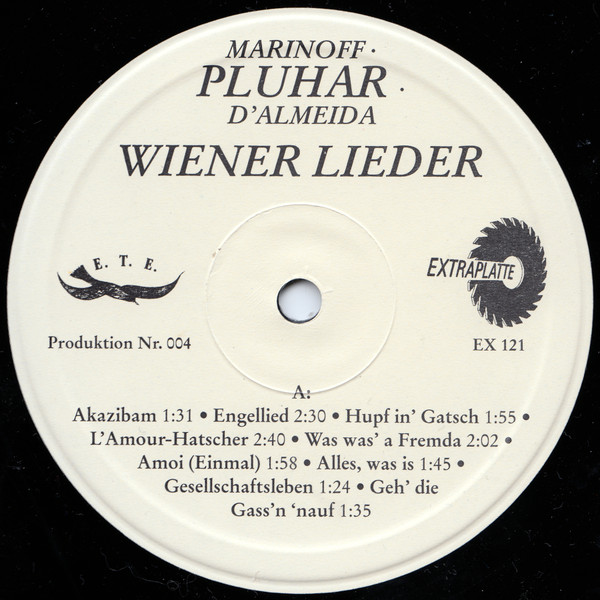 MARINOFF ·
PLUHAR ·
D'ALMEIDA
WIENER LIEDER
E. T. E.
EXTRAPLATTE
Produktion Nr. 004
EX 121
A:
Akazibam 1:31 • Engellied 2:30 • Hupf in' Gatsch 1:55 •
L'Amour-Hatscher 2:40 • Was was' a Fremda 2:02 •
Amoi (Einmal) 1:58 • Alles, was is 1:45 •
Gesellschaftsleben 1:24 • Geh' die
Gass'n ‘nauf 1:35